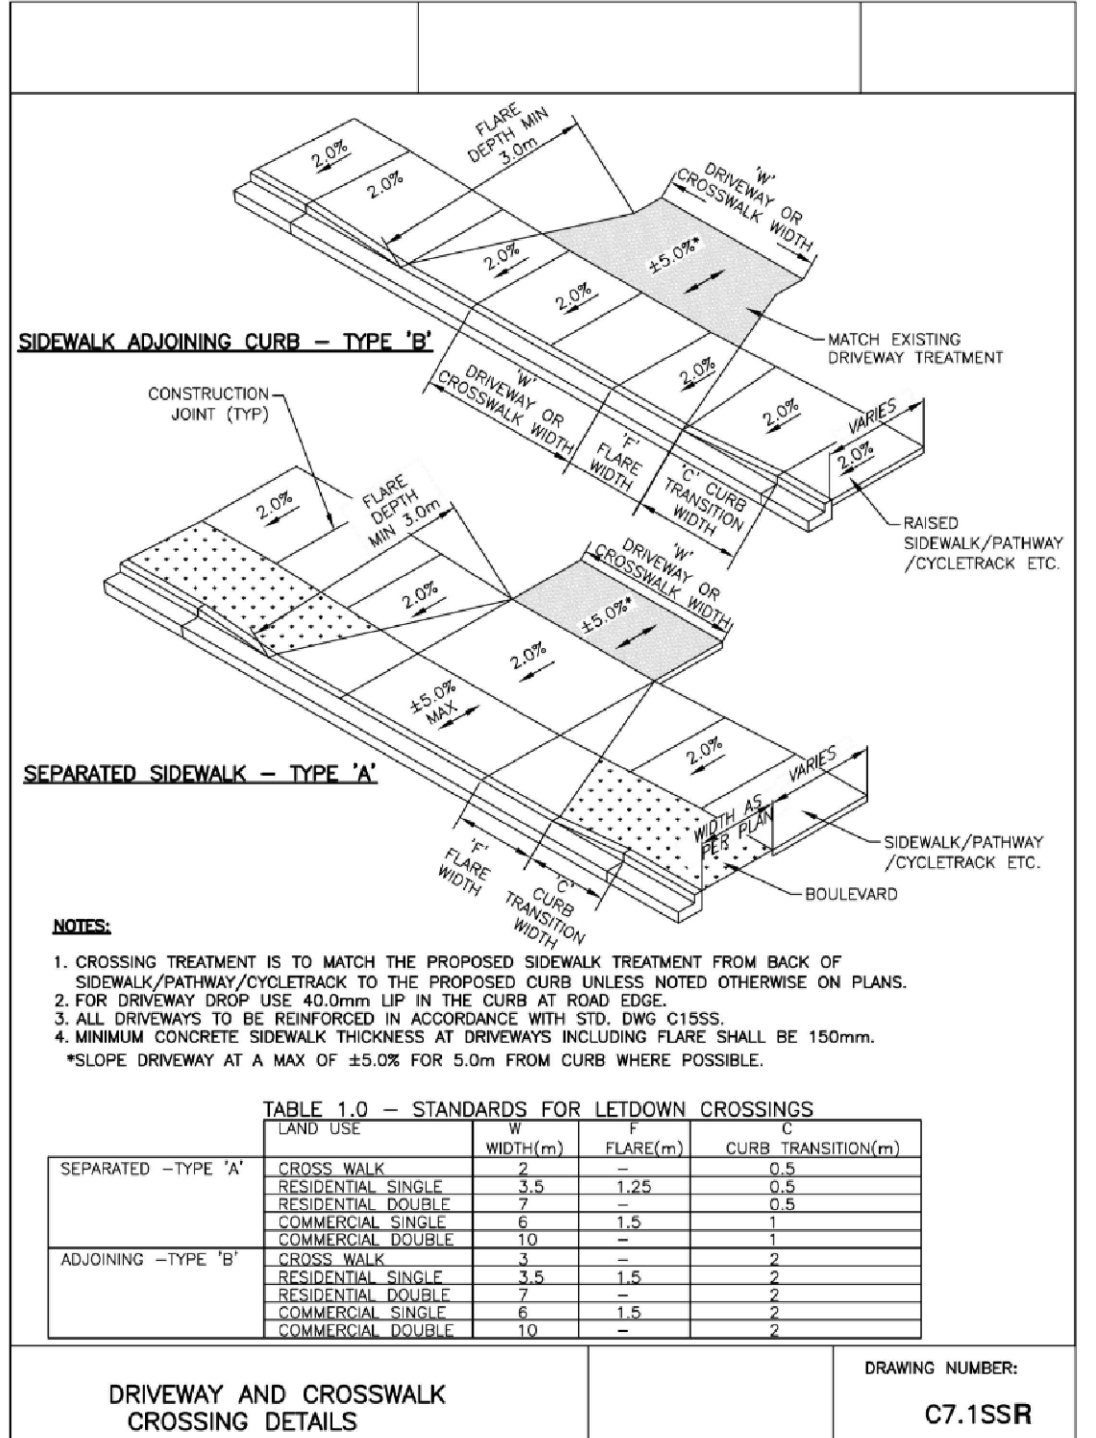 FLARE
DEPTH MIN
3.0m
'W'
DRIVEWAY OR
CROSSWALK WIDTH
2.0%
2.0%
2.0%
2.0%
±5.0%*
2.0%
2.0%
2.0%
VARIES
MATCH EXISTING
DRIVEWAY TREATMENT
SIDEWALK ADJOINING CURB – TYPE 'B'
'W'
DRIVEWAY OR
CROSSWALK WIDTH
'F'
FLARE
WIDTH
'C' CURB
TRANSITION
WIDTH
RAISED
SIDEWALK/PATHWAY
/CYCLETRACK ETC.
CONSTRUCTION
JOINT (TYP)
FLARE
DEPTH
MIN 3.0m
'W'
DRIVEWAY OR
CROSSWALK WIDTH
2.0%
2.0%
±5.0%*
2.0%
±5.0%
MAX
2.0%
VARIES
WIDTH AS
PER PLAN
SEPARATED SIDEWALK – TYPE 'A'
'F'
FLARE
WIDTH
'C'
CURB
TRANSITION
WIDTH
SIDEWALK/PATHWAY
/CYCLETRACK ETC.
BOULEVARD
NOTES:
1. CROSSING TREATMENT IS TO MATCH THE PROPOSED SIDEWALK TREATMENT FROM BACK OF
SIDEWALK/PATHWAY/CYCLETRACK TO THE PROPOSED CURB UNLESS NOTED OTHERWISE ON PLANS.
2. FOR DRIVEWAY DROP USE 40.0mm LIP IN THE CURB AT ROAD EDGE.
3. ALL DRIVEWAYS TO BE REINFORCED IN ACCORDANCE WITH STD. DWG C15SS.
4. MINIMUM CONCRETE SIDEWALK THICKNESS AT DRIVEWAYS INCLUDING FLARE SHALL BE 150mm.
*SLOPE DRIVEWAY AT A MAX OF ±5.0% FOR 5.0m FROM CURB WHERE POSSIBLE.
TABLE 1.0 – STANDARDS FOR LETDOWN CROSSINGS
LAND USE W F C
WIDTH(m) FLARE(m) CURB TRANSITION(m)
SEPARATED –TYPE 'A' CROSS WALK 2 – 0.5
RESIDENTIAL SINGLE 3.5 1.25 0.5
RESIDENTIAL DOUBLE 7 – 0.5
COMMERCIAL SINGLE 6 1.5 1
COMMERCIAL DOUBLE 10 – 1
ADJOINING –TYPE 'B' CROSS WALK 3 – 2
RESIDENTIAL SINGLE 3.5 1.5 2
RESIDENTIAL DOUBLE 7 – 2
COMMERCIAL SINGLE 6 1.5 2
COMMERCIAL DOUBLE 10 – 2
DRIVEWAY AND CROSSWALK
CROSSING DETAILS
DRAWING NUMBER:
C7.1SSR